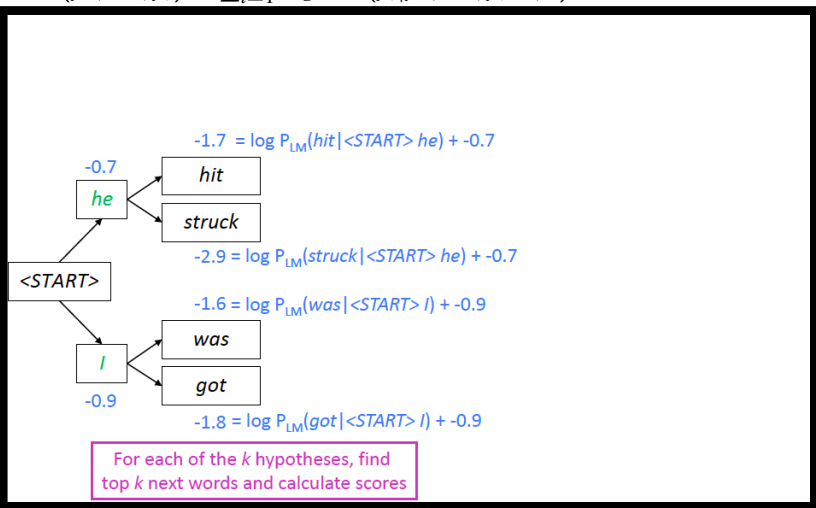 -1.7 = log P_LM(hit|<START> he) + -0.7
-0.7
hit
he
struck
-2.9 = log P_LM(struck|<START> he) + -0.7
<START>
-1.6 = log P_LM(was|<START> I) + -0.9
was
I
got
-0.9
-1.8 = log P_LM(got|<START> I) + -0.9
For each of the k hypotheses, find
top k next words and calculate scores